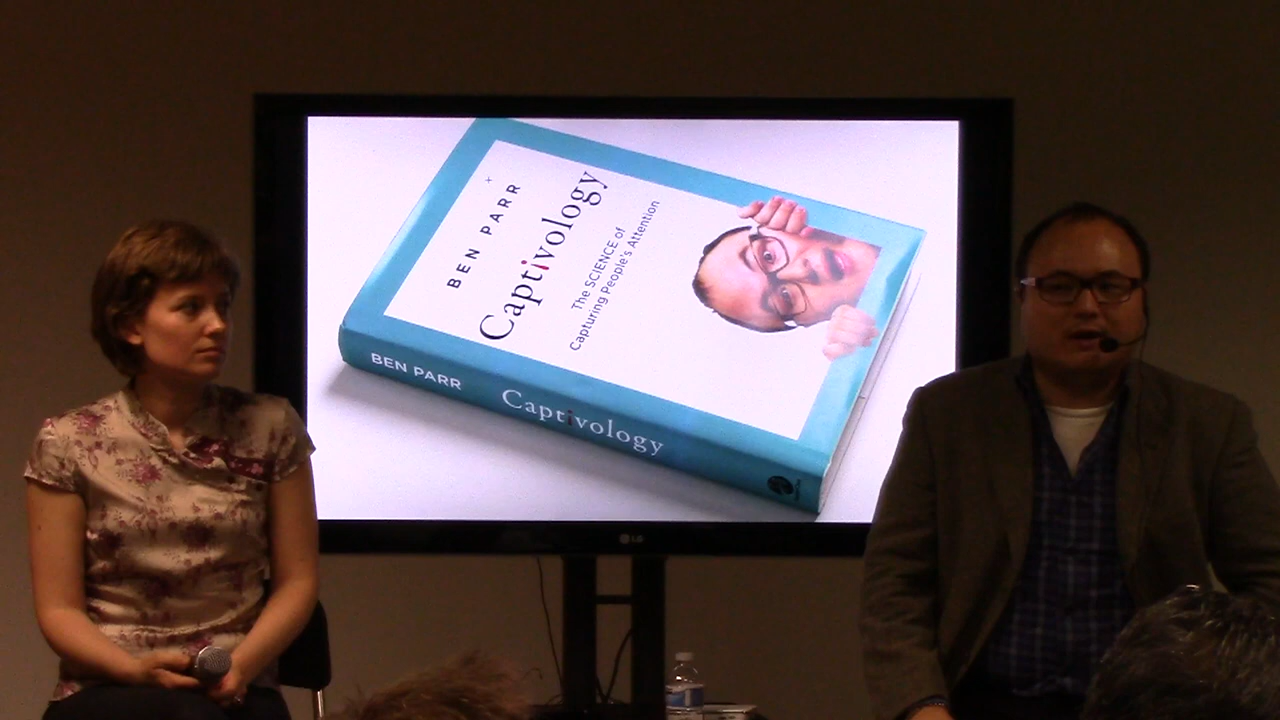 BEN PARR
Captivology
The SCIENCE of
Capturing People's Attention
BEN PARR
Captivology
LG